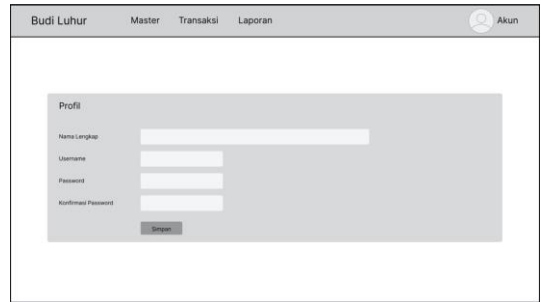 Budi Luhur Master Transaksi Laporan Akun
Profil
Nama Lengkap
Username
Password
Konfirmasi Password
Simpan